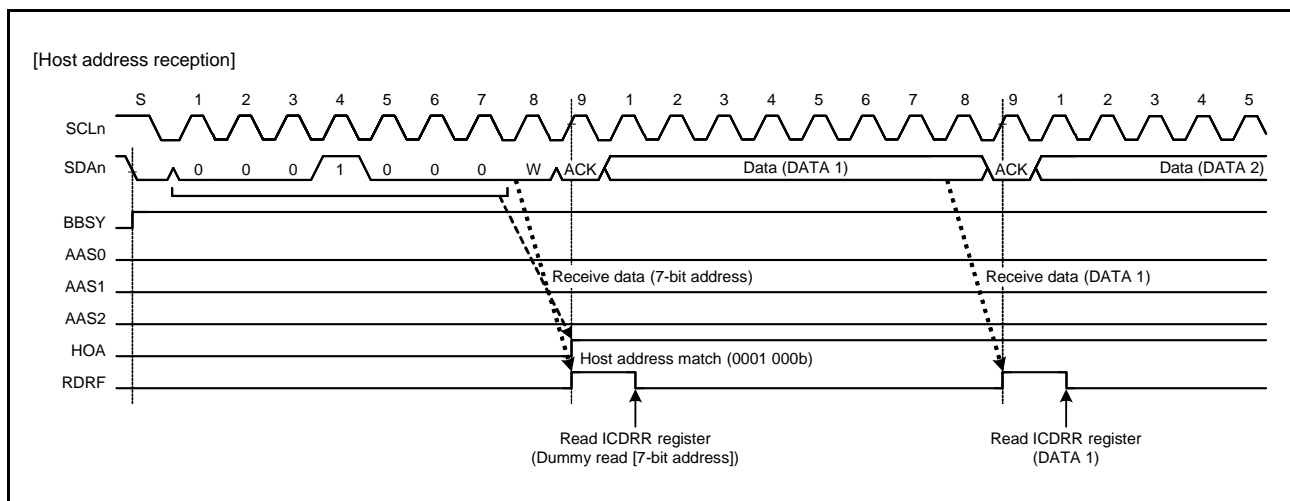 [Host address reception]
S 1 2 3 4 5 6 7 8 9 1 2 3 4 5 6 7 8 9 1 2 3 4 5
SCLn
SDAn 0 0 0 1 0 0 0 W ACK Data (DATA 1) ACK Data (DATA 2)
BBSY
AAS0
Receive data (7-bit address) Receive data (DATA 1)
AAS1
AAS2
HOA
Host address match (0001 000b)
RDRF
Read ICDRR register
(Dummy read [7-bit address])
Read ICDRR register
(DATA 1)